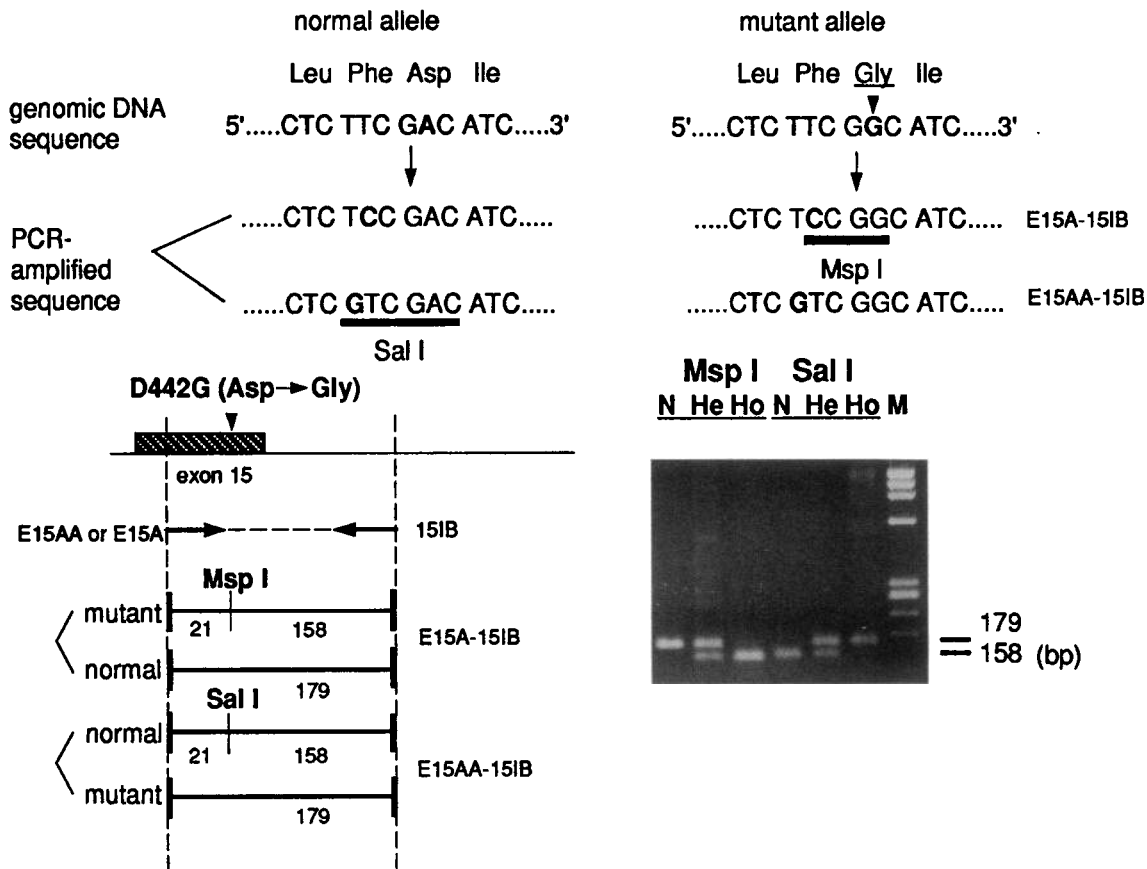 normal allele
mutant allele
Leu Phe Asp Ile
Leu Phe Gly Ile
genomic DNA
sequence
5'.....CTC TTC GAC ATC.....3'
5'.....CTC TTC GGC ATC.....3'
PCR-
amplified
sequence
......CTC TCC GAC ATC.....
......CTC TCC GGC ATC.....
E15A-15IB
Msp I
......CTC GTC GAC ATC.....
......CTC GTC GGC ATC.....
E15AA-15IB
Sal I
D442G (Asp→Gly)
exon 15
E15AA or E15A
15IB
Msp I
mutant
21
158
E15A-15IB
normal
179
Sal I
normal
21
158
E15AA-15IB
mutant
179
Msp I Sal I
N He Ho N He Ho M
179
158 (bp)